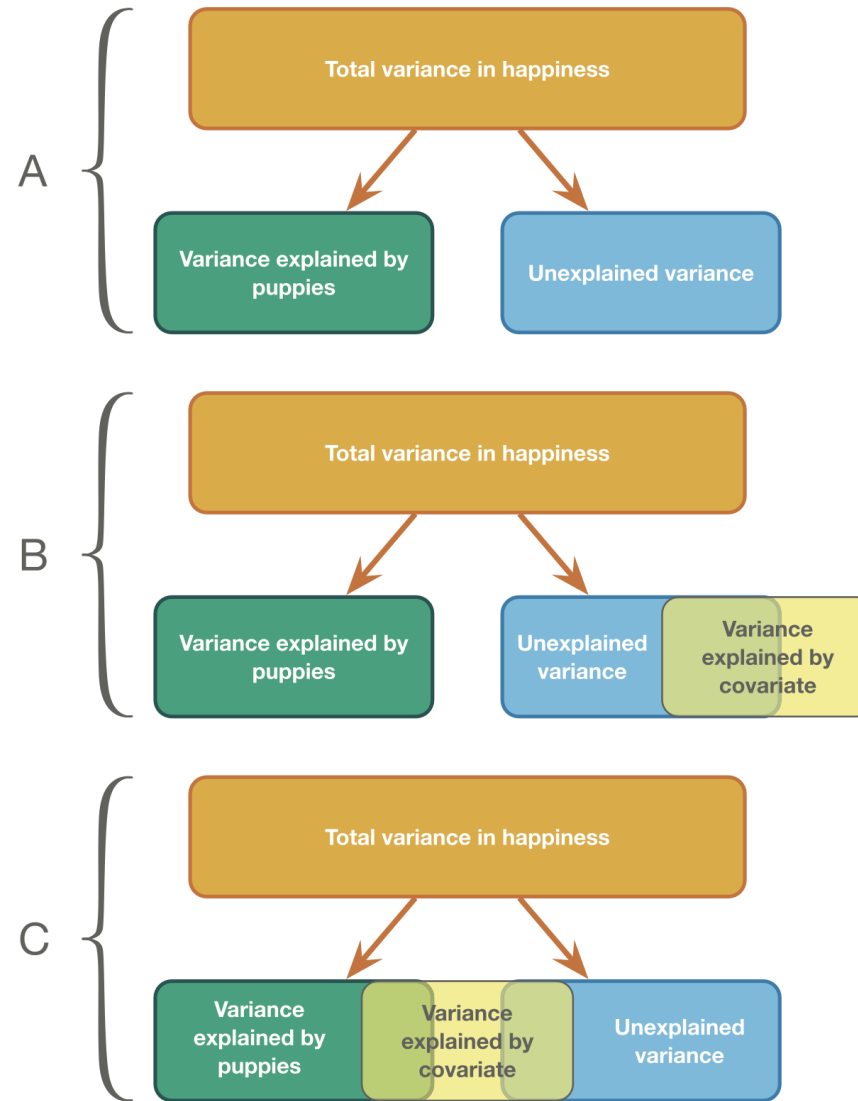 A
Total variance in happiness
Variance explained by
puppies
Unexplained variance
B
Total variance in happiness
Variance explained by
puppies
Unexplained
variance
Variance
explained by
covariate
C
Total variance in happiness
Variance
explained by
puppies
Variance
explained by
covariate
Unexplained
variance